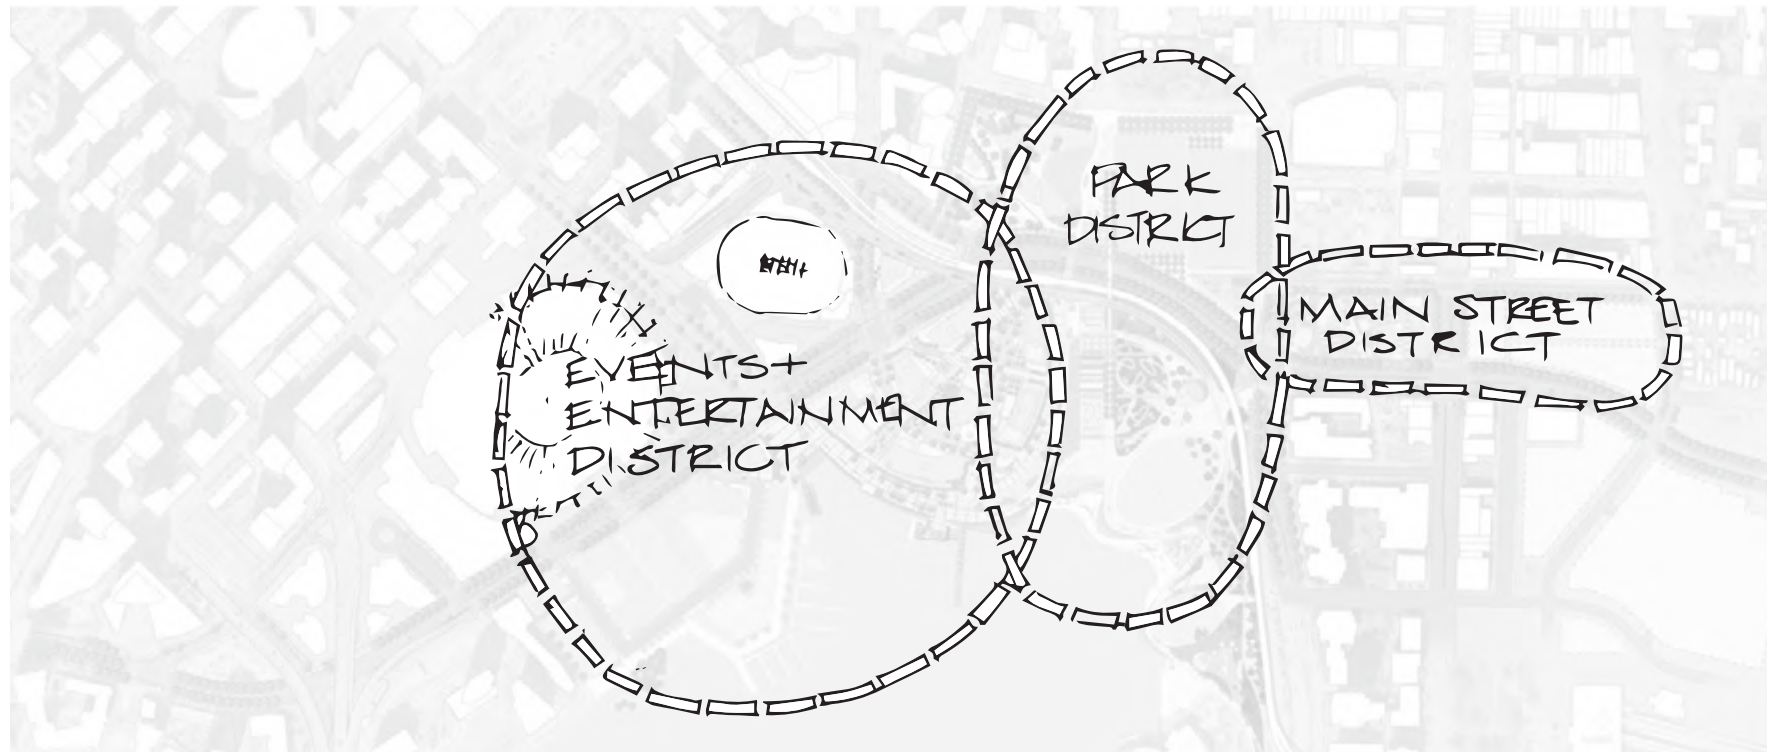 PARK
DISTRICT
MAIN STREET
DISTRICT
EVENTS+
ENTERTAINMENT
DISTRICT